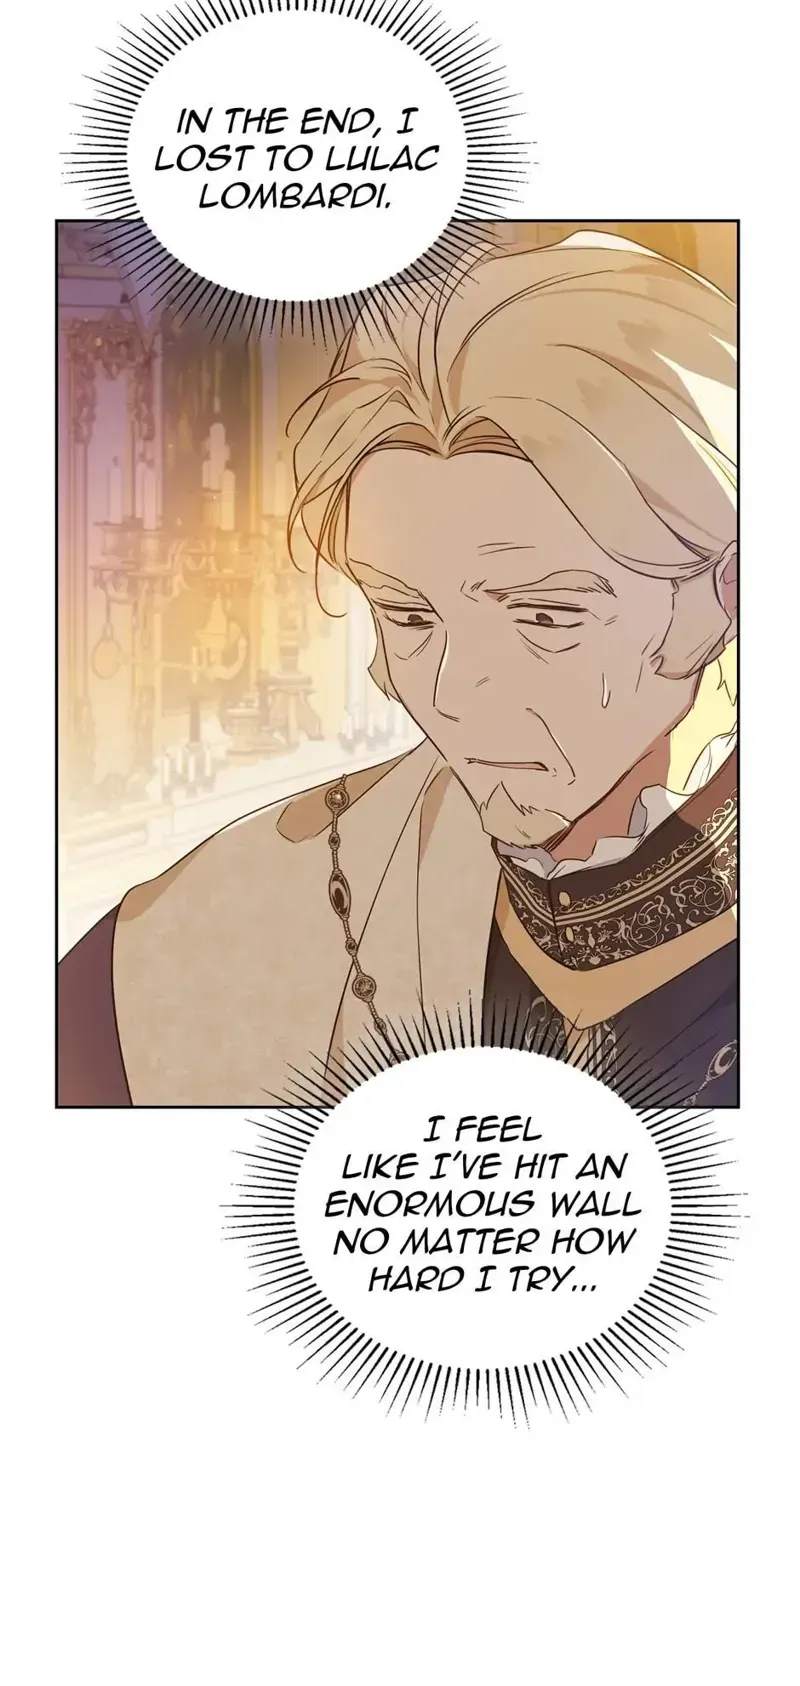 IN THE END, I
LOST TO LULAC
LOMBARDI.
I FEEL
LIKE I'VE HIT AN
ENORMOUS WALL
NO MATTER HOW
HARD I TRY...